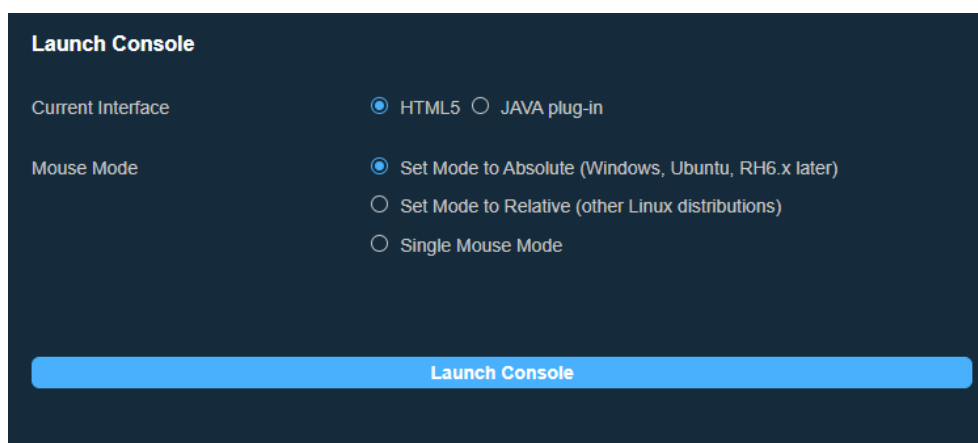 Launch Console
Current Interface HTML5 JAVA plug-in
Mouse Mode Set Mode to Absolute (Windows, Ubuntu, RH6.x later)
Set Mode to Relative (other Linux distributions)
Single Mouse Mode
Launch Console